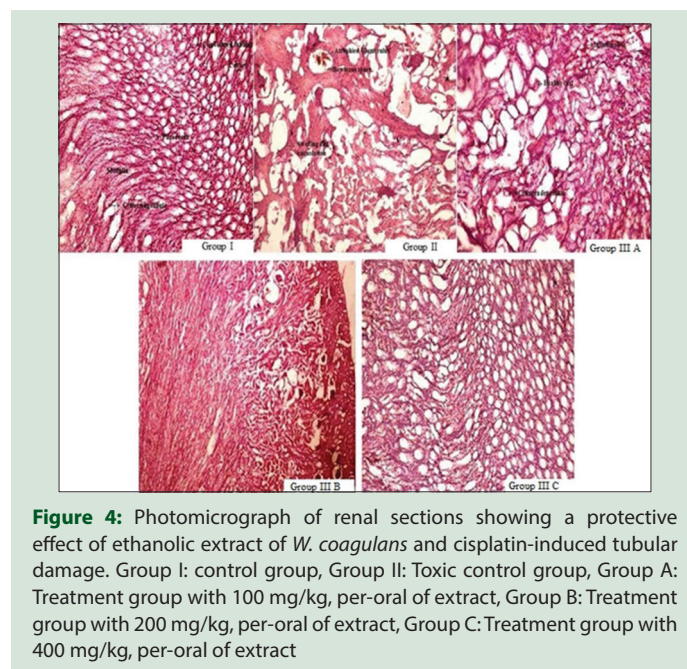 Group I
Group II
Group III A
Group III B
Group III C
Figure 4: Photomicrograph of renal sections showing a protective
effect of ethanolic extract of W. coagulans and cisplatin-induced tubular
damage. Group I: control group, Group II: Toxic control group, Group A:
Treatment group with 100 mg/kg, per-oral of extract, Group B: Treatment
group with 200 mg/kg, per-oral of extract, Group C: Treatment group with
400 mg/kg, per-oral of extract